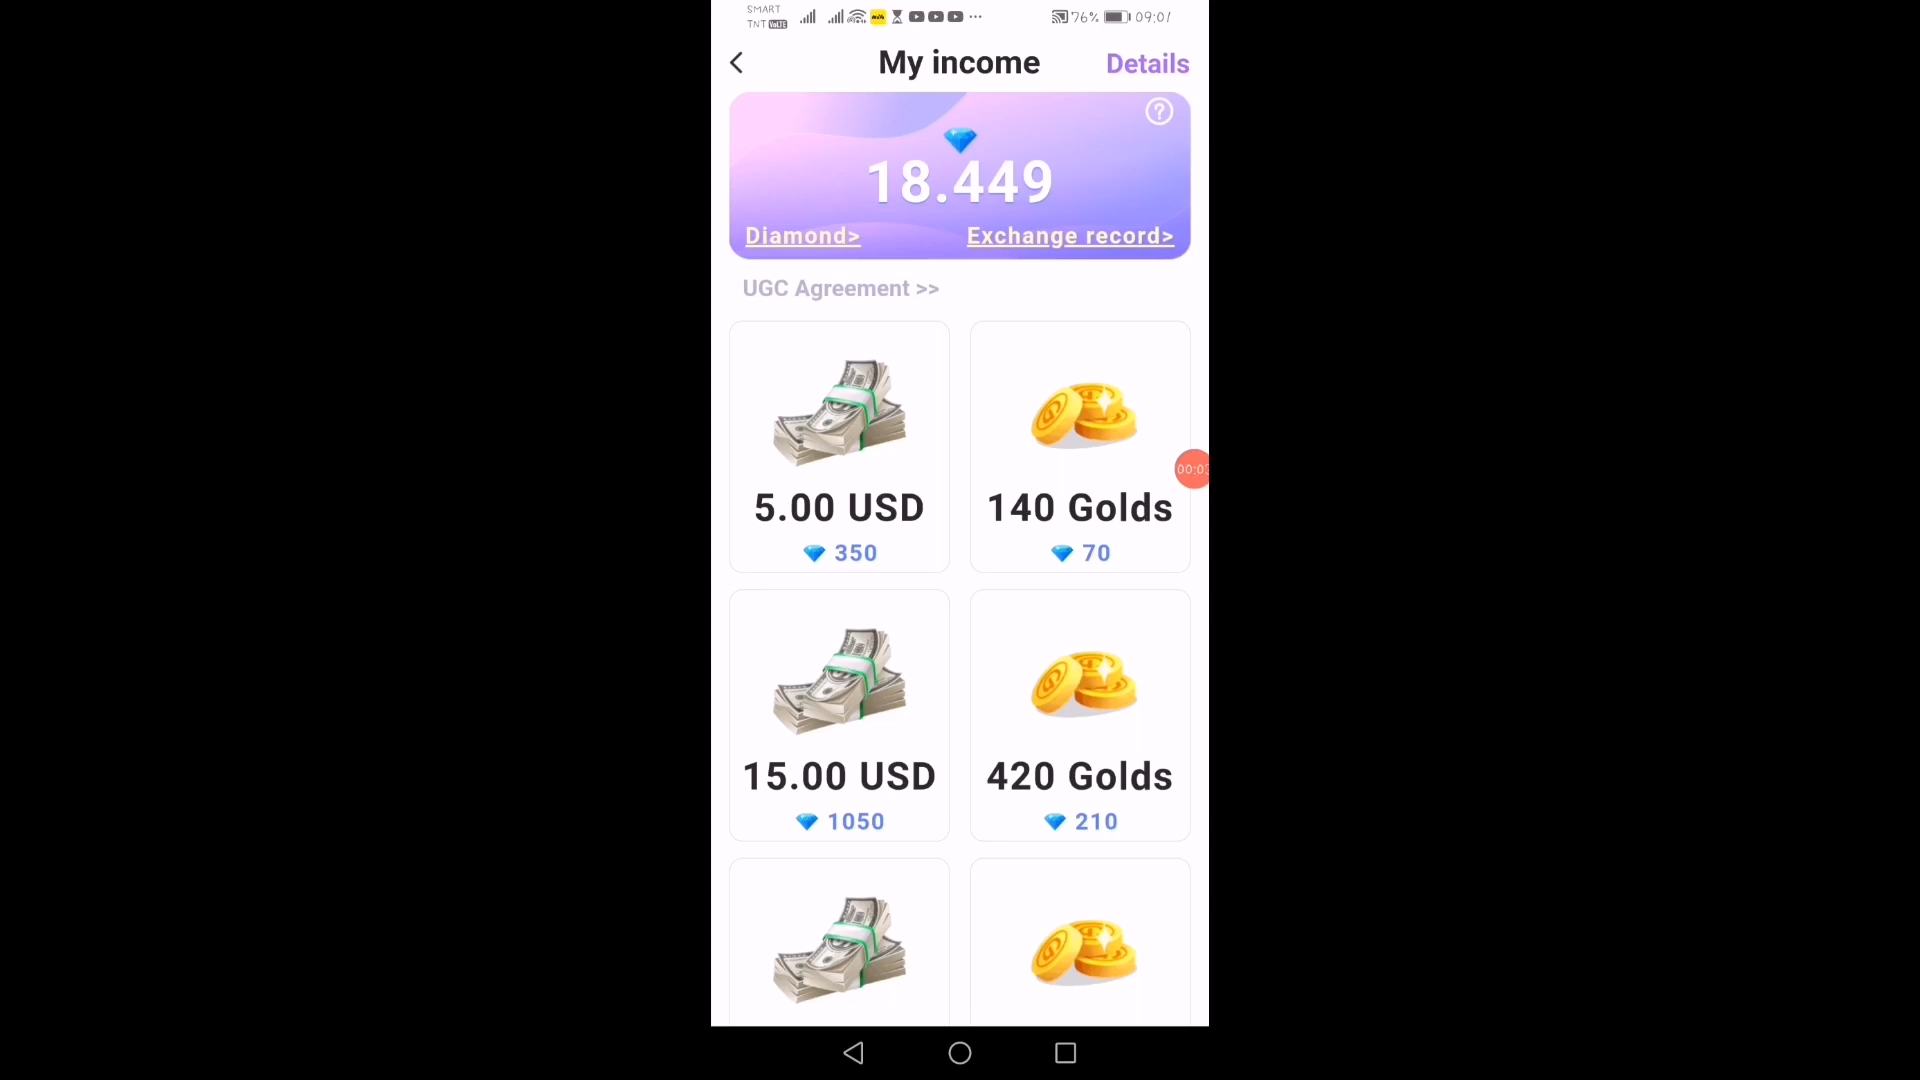 SMART
TNT VoLTE
76% 09:07
My income
Details
?
18.449
Diamond>
Exchange record>
UGC Agreement >>
5.00 USD
140 Golds
350
70
15.00 USD
420 Golds
1050
210